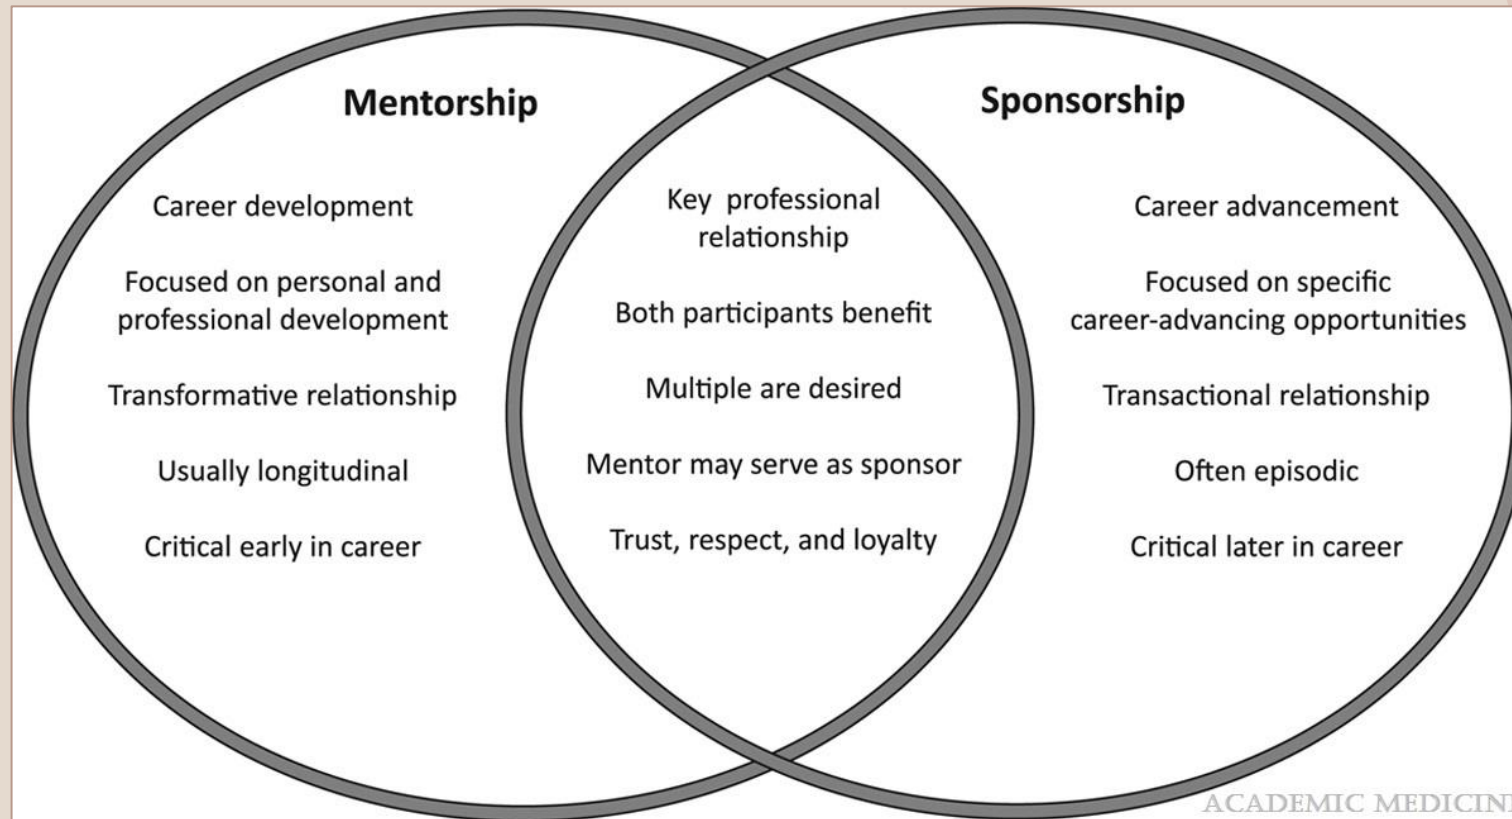 Mentorship
Career development
Focused on personal and
professional development
Transformative relationship
Usually longitudinal
Critical early in career
Key professional
relationship
Both participants benefit
Multiple are desired
Mentor may serve as sponsor
Trust, respect, and loyalty
Sponsorship
Career advancement
Focused on specific
career-advancing opportunities
Transactional relationship
Often episodic
Critical later in career
ACADEMIC MEDICINE